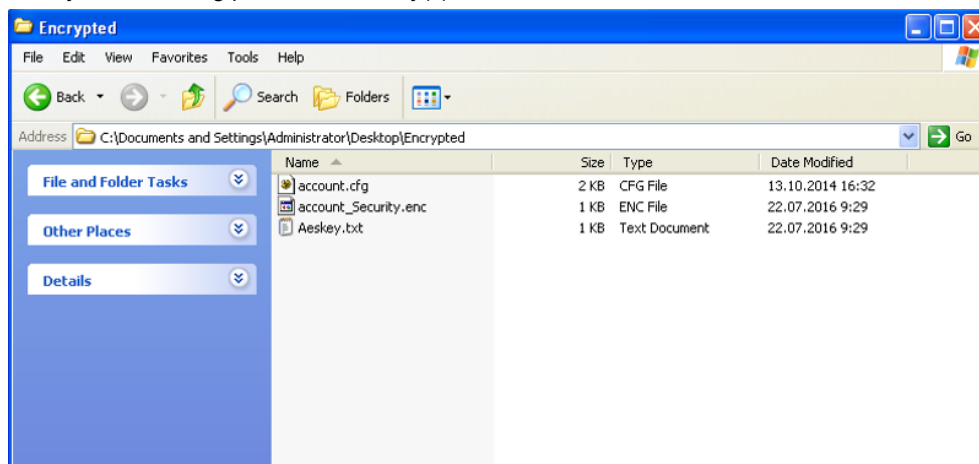 Encrypted
File Edit View Favorites Tools Help
Back Search Folders
Address C:\Documents and Settings\Administrator\Desktop\Encrypted Go
Name Size Type Date Modified
File and Folder Tasks
account.cfg 2 KB CFG File 13.10.2014 16:32
account_Security.enc 1 KB ENC File 22.07.2016 9:29
Other Places
Aeskey.txt 1 KB Text Document 22.07.2016 9:29
Details